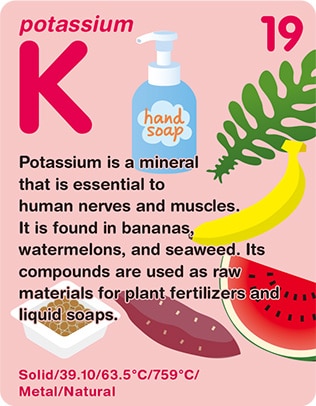 potassium
19
K
hand
soap
Potassium is a mineral
that is essential to
human nerves and muscles.
It is found in bananas,
watermelons, and seaweed. Its
compounds are used as raw
materials for plant fertilizers and
liquid soaps.
Solid/39.10/63.5°C/759°C/
Metal/Natural